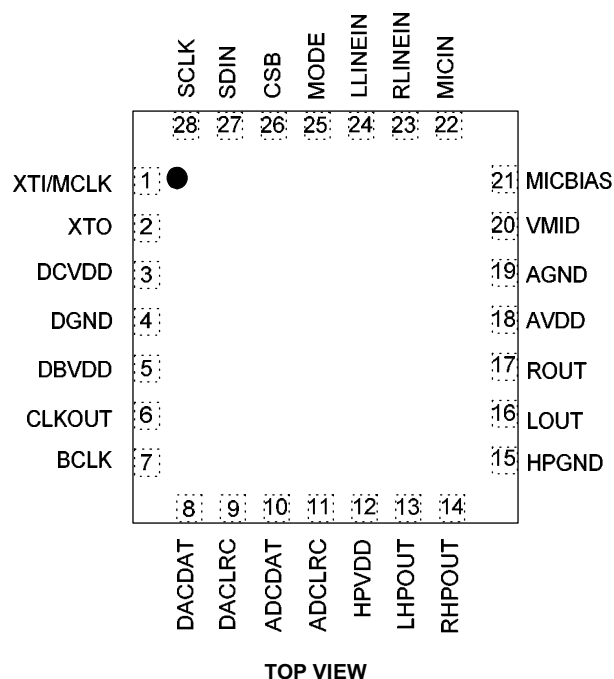 SCLK
SDIN
CSB
MODE
LLINEIN
RLINEIN
MICIN
28 27 26 25 24 23 22
XTI/MCLK 1 21 MICBIAS
XTO 2 20 VMID
DCVDD 3 19 AGND
DGND 4 18 AVDD
DBVDD 5 17 ROUT
CLKOUT 6 16 LOUT
BCLK 7 15 HPGND
8 9 10 11 12 13 14
DACDAT
DACLRC
ADCDAT
ADCLRC
HPVDD
LHPOUT
RHPOUT
TOP VIEW